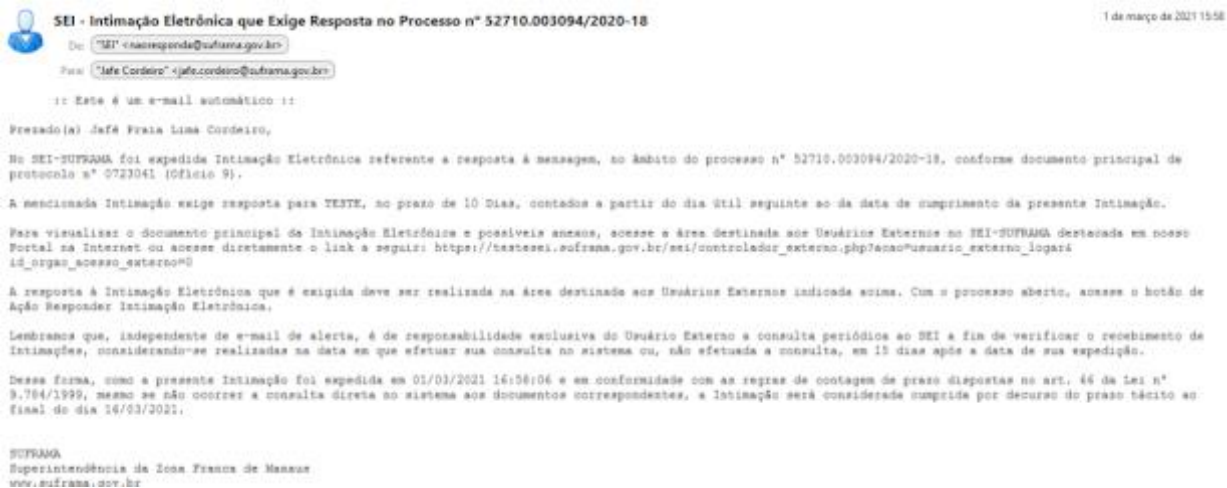 SEI - Intimação Eletrônica que Exige Resposta no Processo nº 52710.003094/2020-18
1 de março de 2021 15:58
De: "SEI" <naoresponda@suframa.gov.br>
Para: "Jafe Cordeiro" <jafe.cordeiro@suframa.gov.br>
:: Este é um e-mail automático ::
Prezado(a) Jafé Praia Lima Cordeiro,
No SEI-SUFRAMA foi expedida Intimação Eletrônica referente a resposta à mensagem, no âmbito do processo nº 52710.003094/2020-18, conforme documento principal de
protocolo nº 0723041 (Ofício 9).
A mencionada Intimação exige resposta para TESTE, no prazo de 10 Dias, contados a partir do dia útil seguinte ao da data de cumprimento da presente Intimação.
Para visualizar o documento principal da Intimação Eletrônica e possíveis anexos, acesse a área destinada aos Usuários Externos no SEI-SUFRAMA destacada em nosso
Portal na Internet ou acesse diretamente o link a seguir: https://testesei.suframa.gov.br/sei/controlador_externo.php?acao=usuario_externo_logar&
id_orgao_acesso_externo=0
A resposta à Intimação Eletrônica que é exigida deve ser realizada na área destinada aos Usuários Externos indicada acima. Com o processo aberto, acesse o botão de
Ação Responder Intimação Eletrônica.
Lembramos que, independente de e-mail de alerta, é de responsabilidade exclusiva do Usuário Externo a consulta periódica ao SEI a fim de verificar o recebimento de
Intimações, considerando-se realizadas na data em que efetuar sua consulta no sistema ou, não efetuada a consulta, em 15 dias após a data de sua expedição.
Dessa forma, como a presente Intimação foi expedida em 01/03/2021 16:58:06 e em conformidade com as regras de contagem de prazo dispostas no art. 66 da Lei nº
9.784/1999, mesmo se não ocorrer a consulta direta no sistema aos documentos correspondentes, a Intimação será considerada cumprida por decurso do prazo tácito ao
final do dia 16/03/2021.
SUFRAMA
Superintendência da Zona Franca de Manaus
www.suframa.gov.br